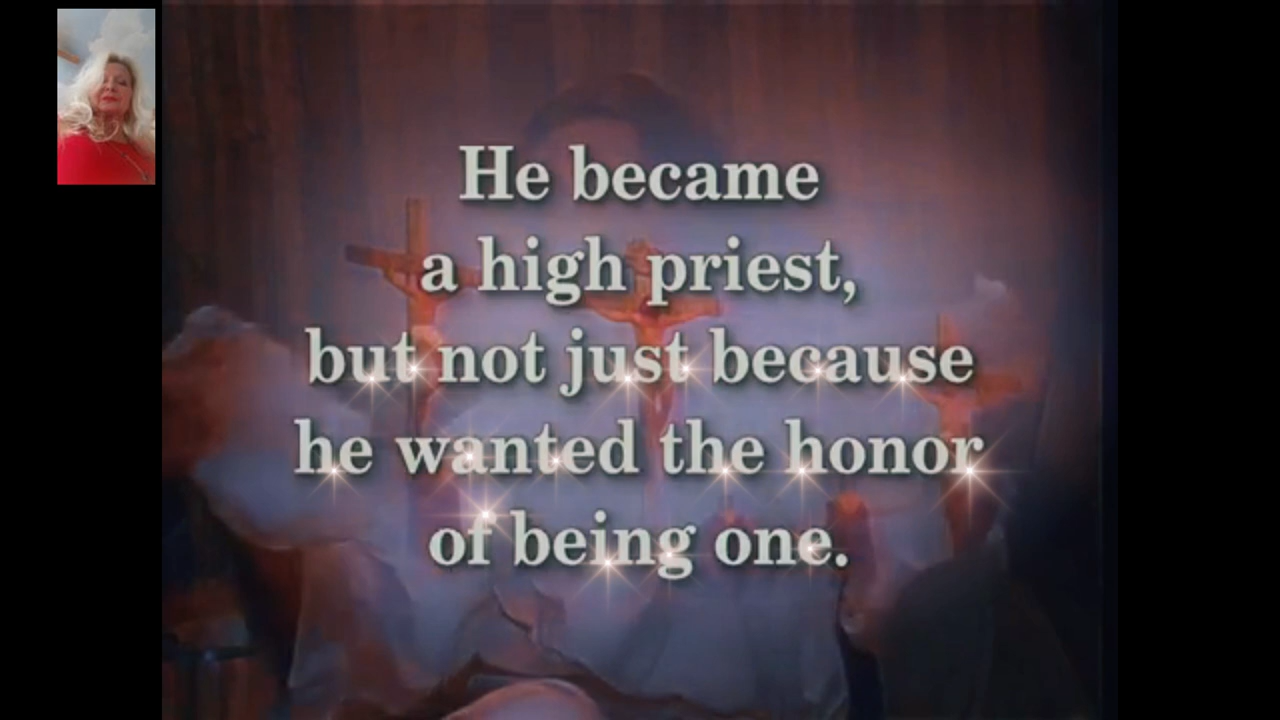 He became
a high priest,
but not just because
he wanted the honor
of being one.